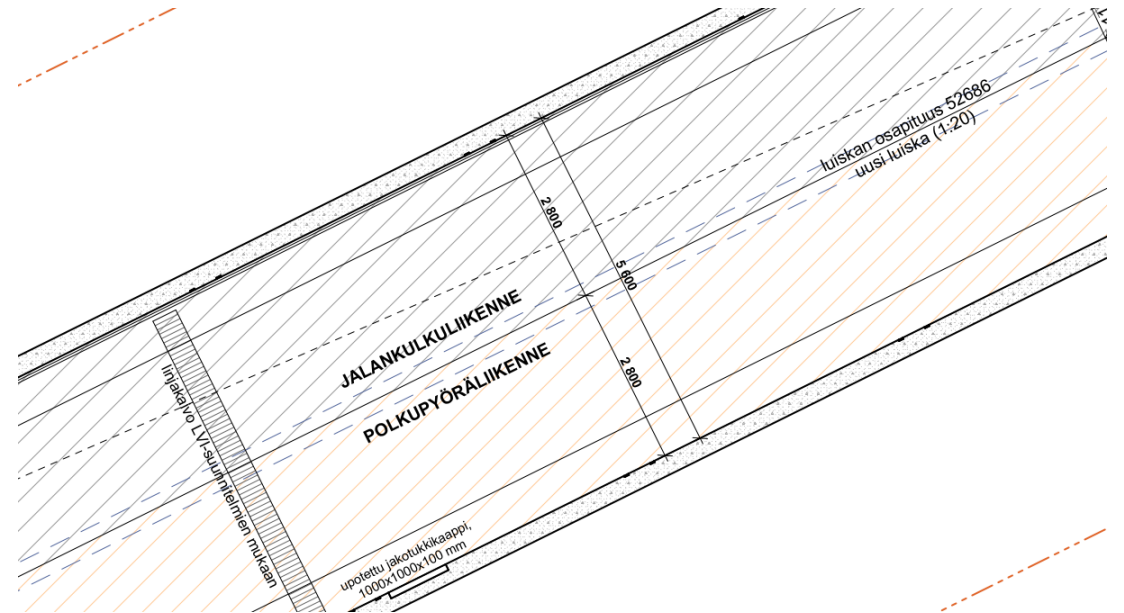 luiskan osapituus 52686
uusi luiska (1:20)
2 800
5 600
2 800
JALANKULKULIIKENNE
POLKUPYÖRÄLIIKENNE
linjakaivo LVI-suunnitelmien mukaan
upotettu jakotukkikaappi,
1000x1000x100 mm